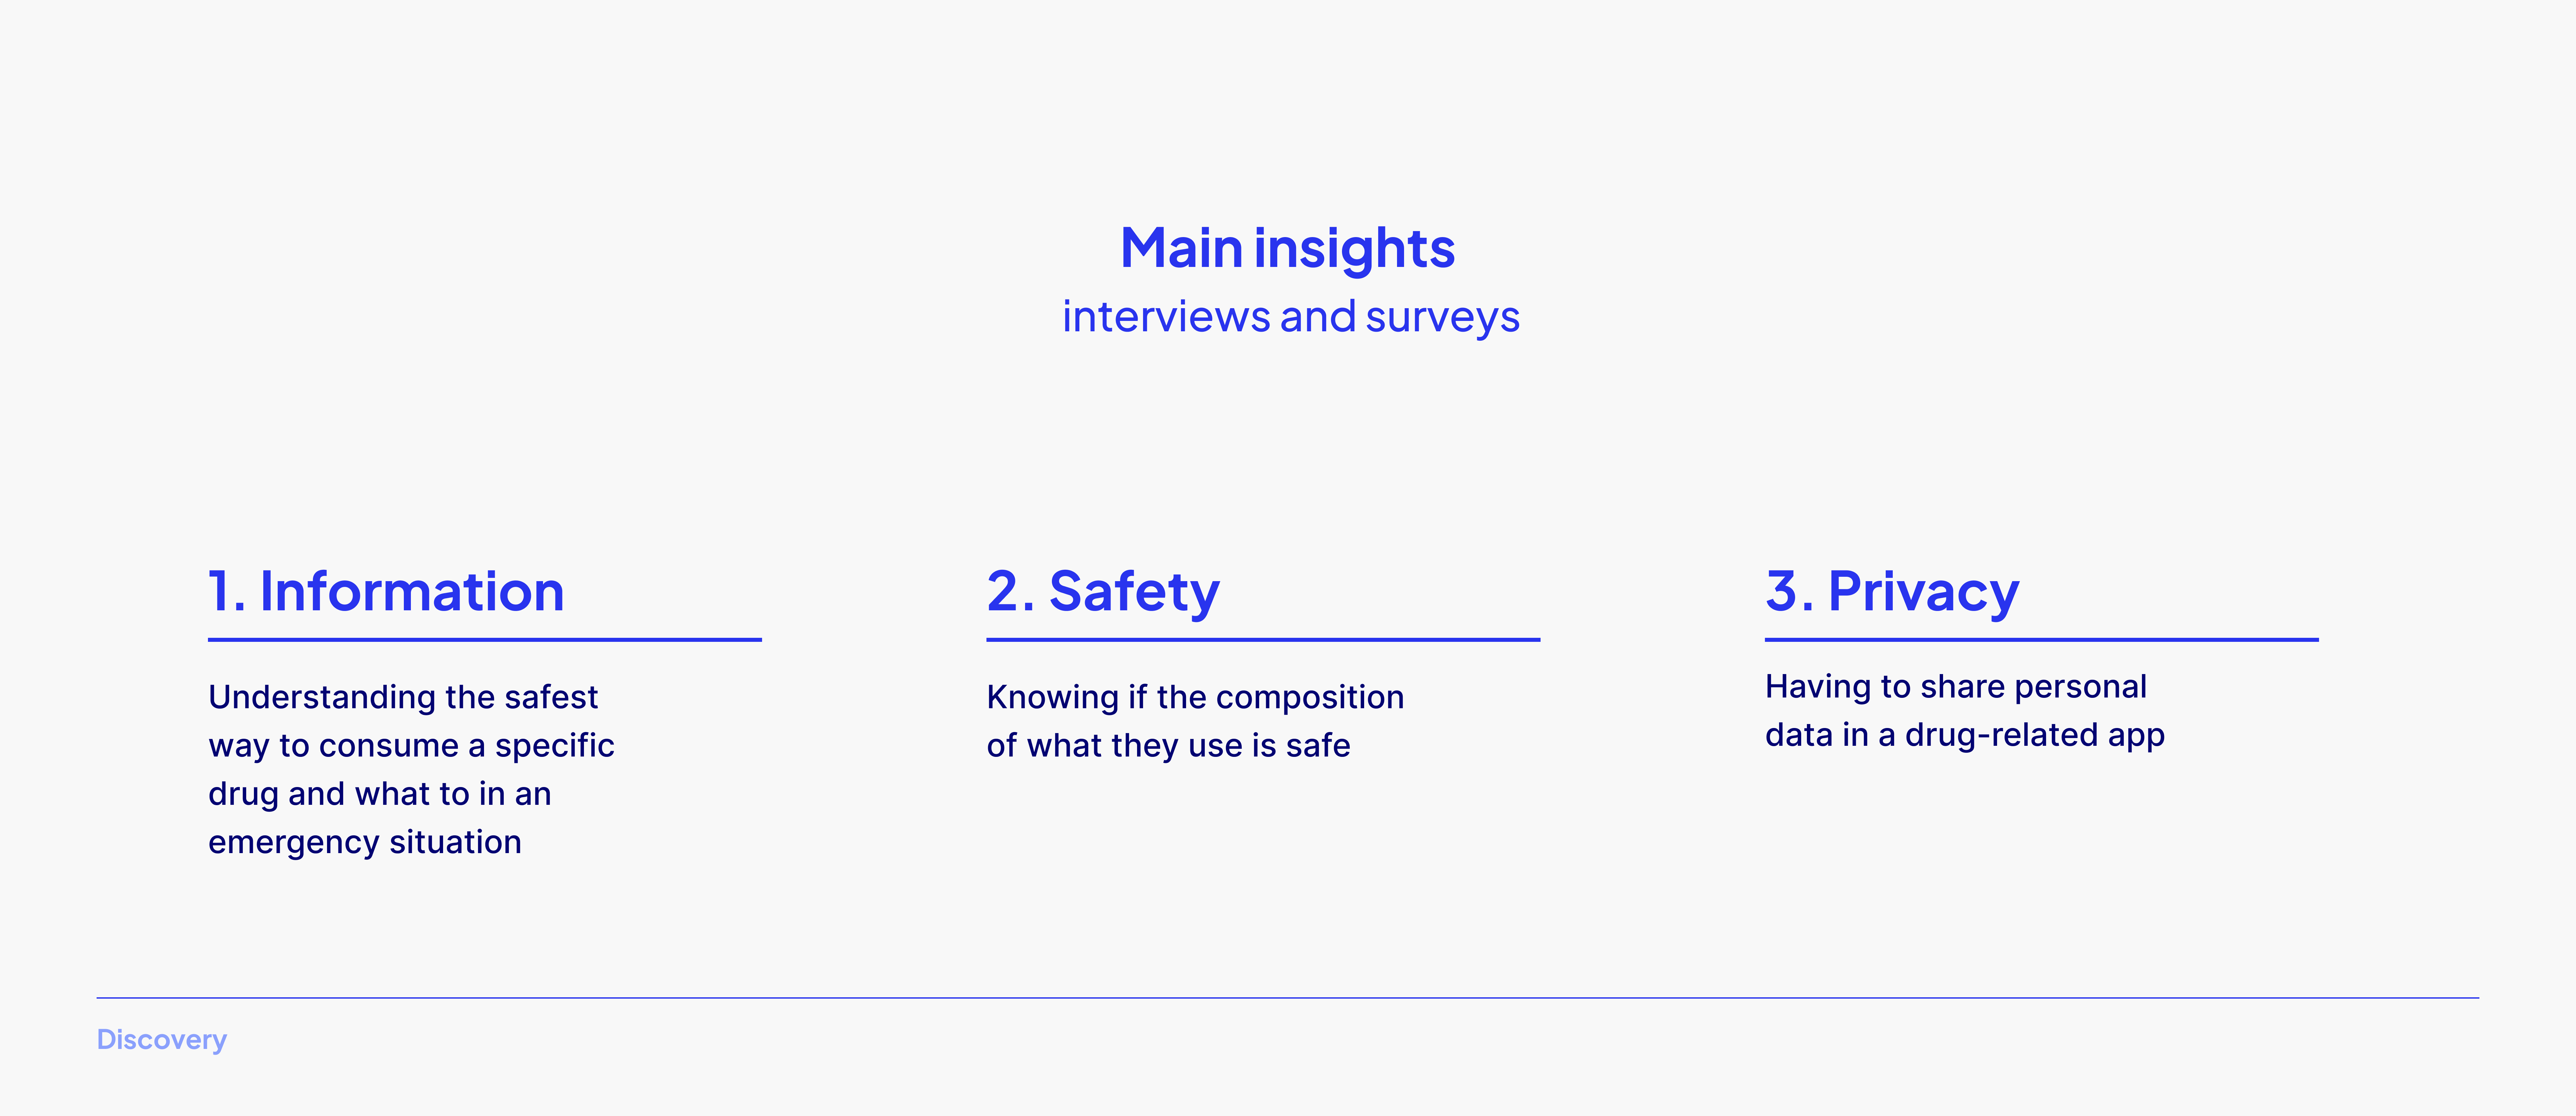 Main insights
interviews and surveys
1. Information
Understanding the safest
way to consume a specific
drug and what to in an
emergency situation
2. Safety
Knowing if the composition
of what they use is safe
3. Privacy
Having to share personal
data in a drug-related app
Discovery